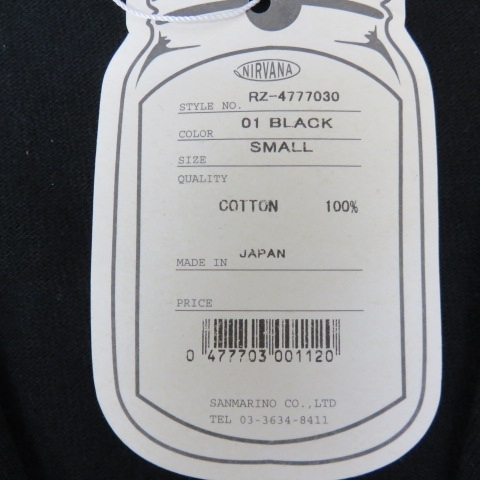 NIRVANA
STYLE NO. RZ-4777030
COLOR 01 BLACK
SIZE SMALL
QUALITY
COTTON 100%
MADE IN JAPAN
PRICE
0 477703 001120
SANMARINO CO.,LTD
TEL 03-3634-8411